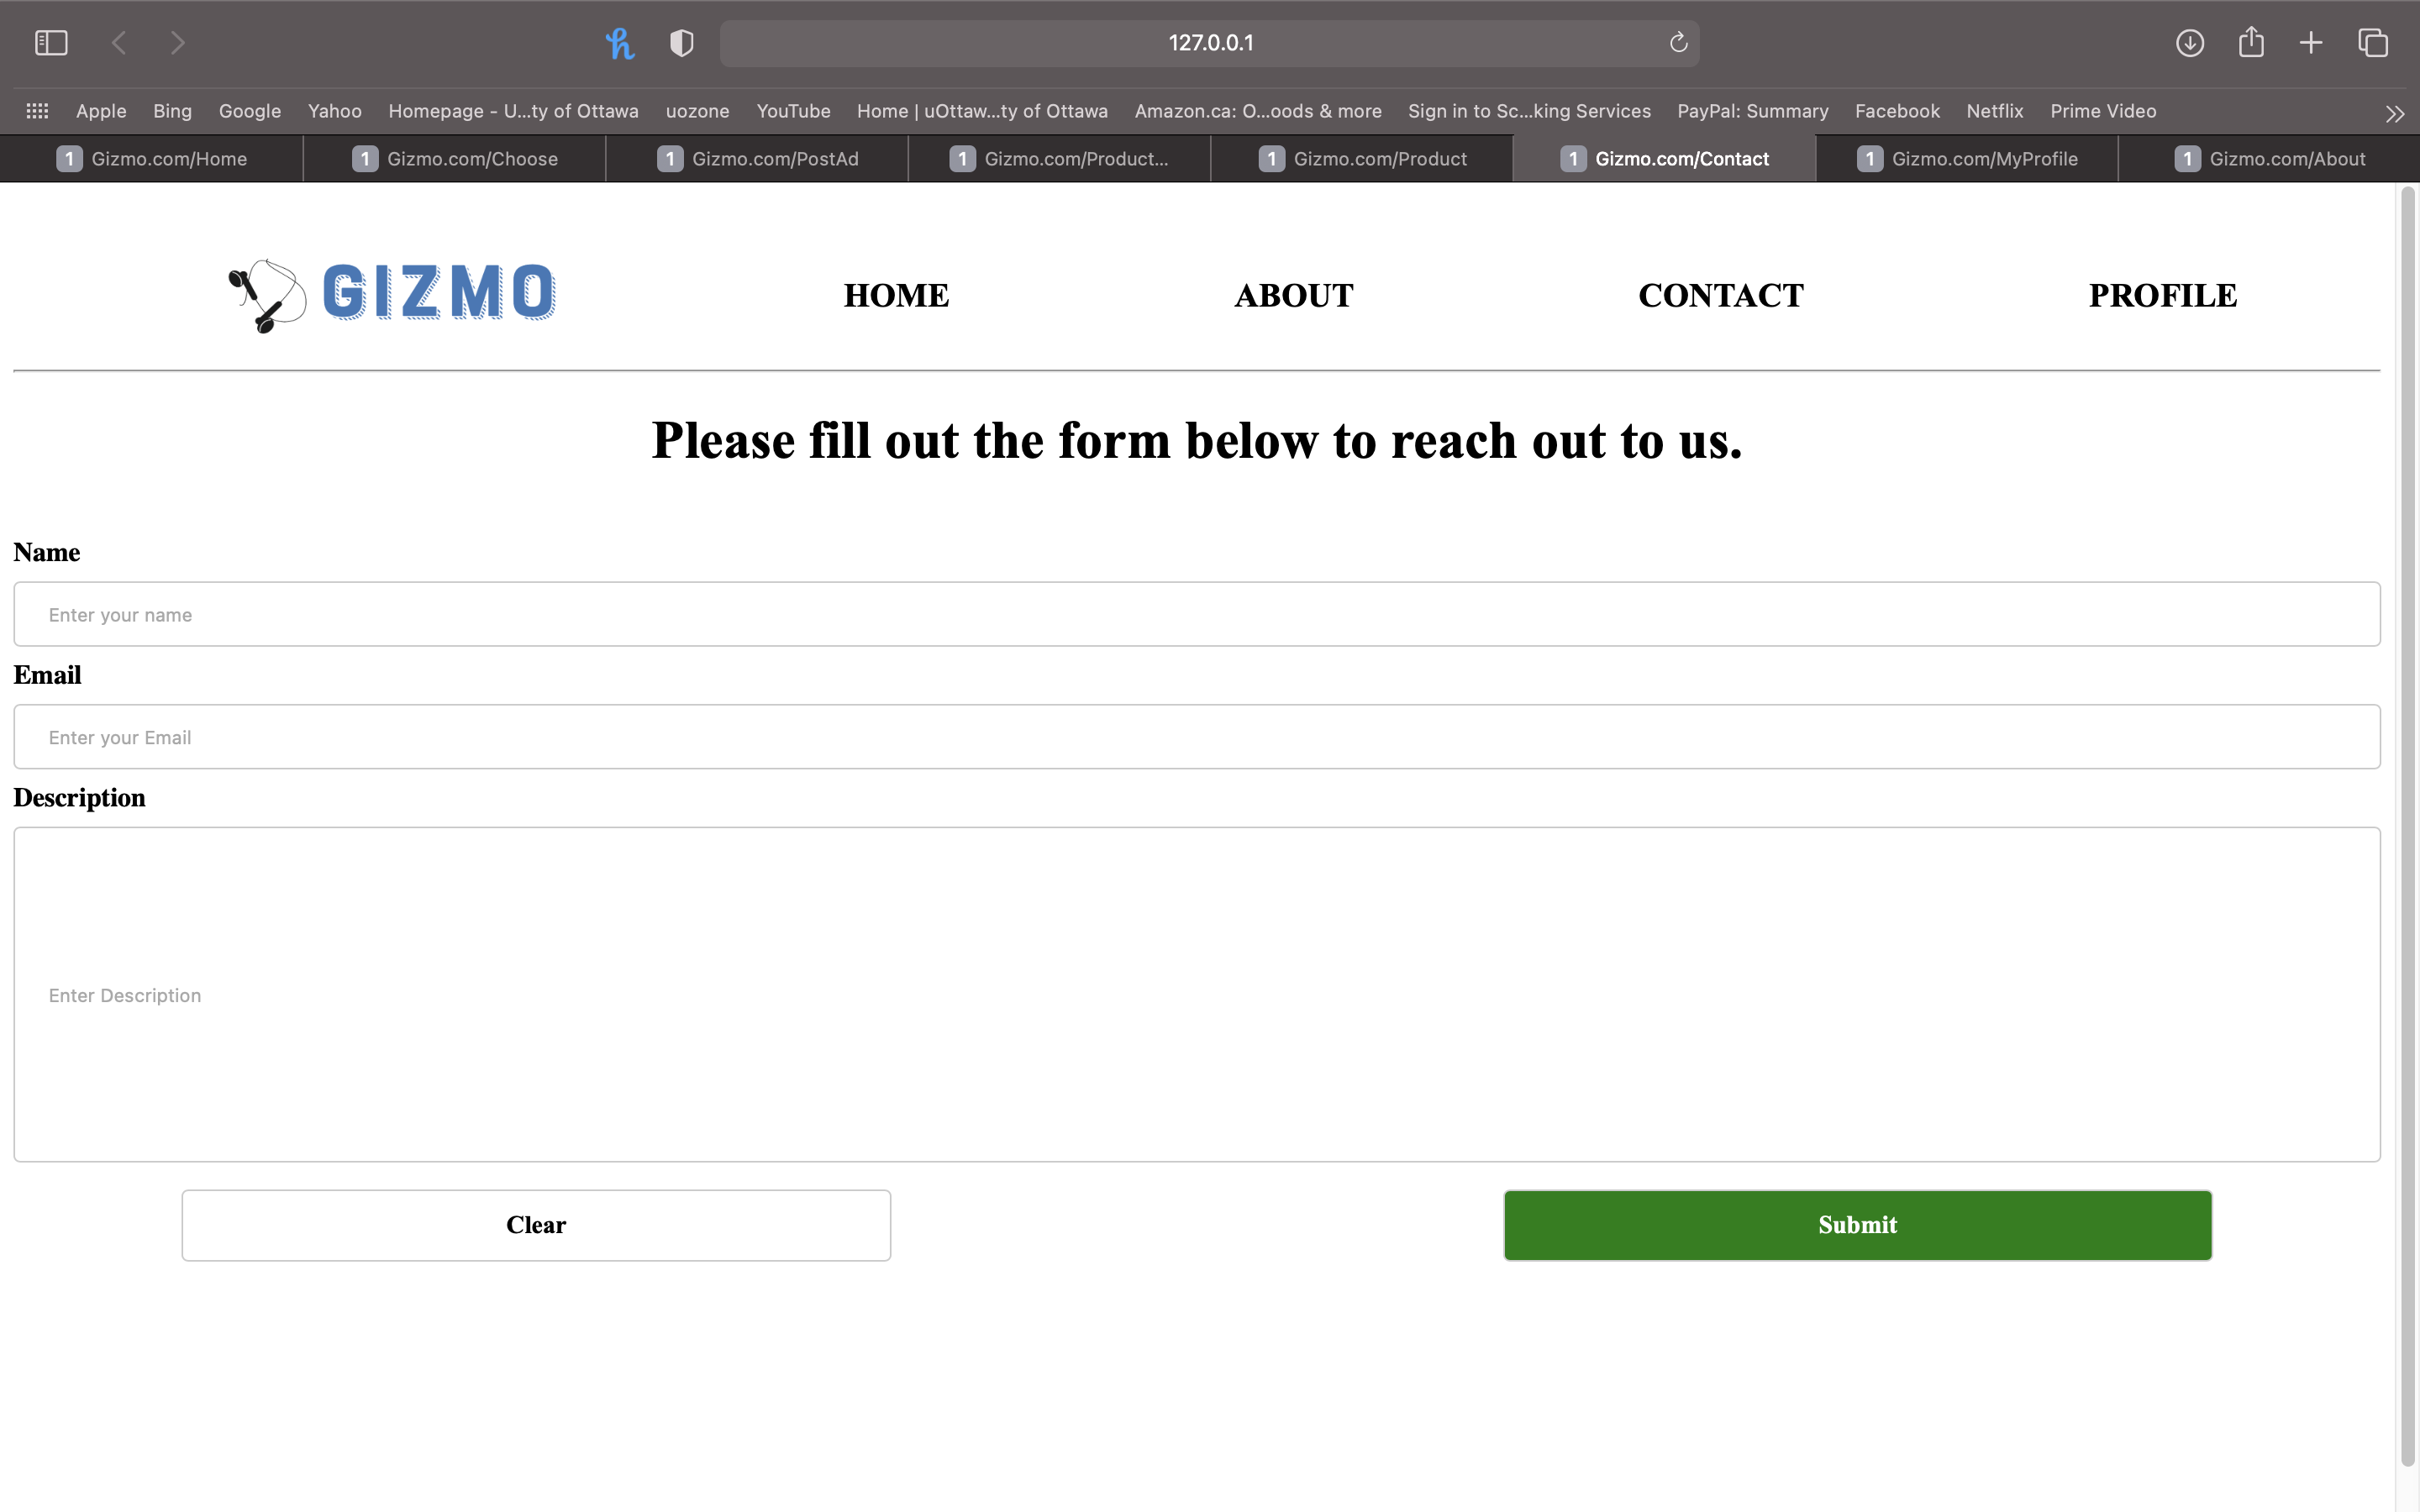 127.0.0.1
Apple Bing Google Yahoo Homepage - U...ty of Ottawa uozone YouTube Home | uOttaw...ty of Ottawa Amazon.ca: O...oods & more Sign in to Sc...king Services PayPal: Summary Facebook Netflix Prime Video
1 Gizmo.com/Home 1 Gizmo.com/Choose 1 Gizmo.com/PostAd 1 Gizmo.com/Product... 1 Gizmo.com/Product 1 Gizmo.com/Contact 1 Gizmo.com/MyProfile 1 Gizmo.com/About
GIZMO HOME ABOUT CONTACT PROFILE
Please fill out the form below to reach out to us.
Name
Enter your name
Email
Enter your Email
Description
Enter Description
Clear Submit